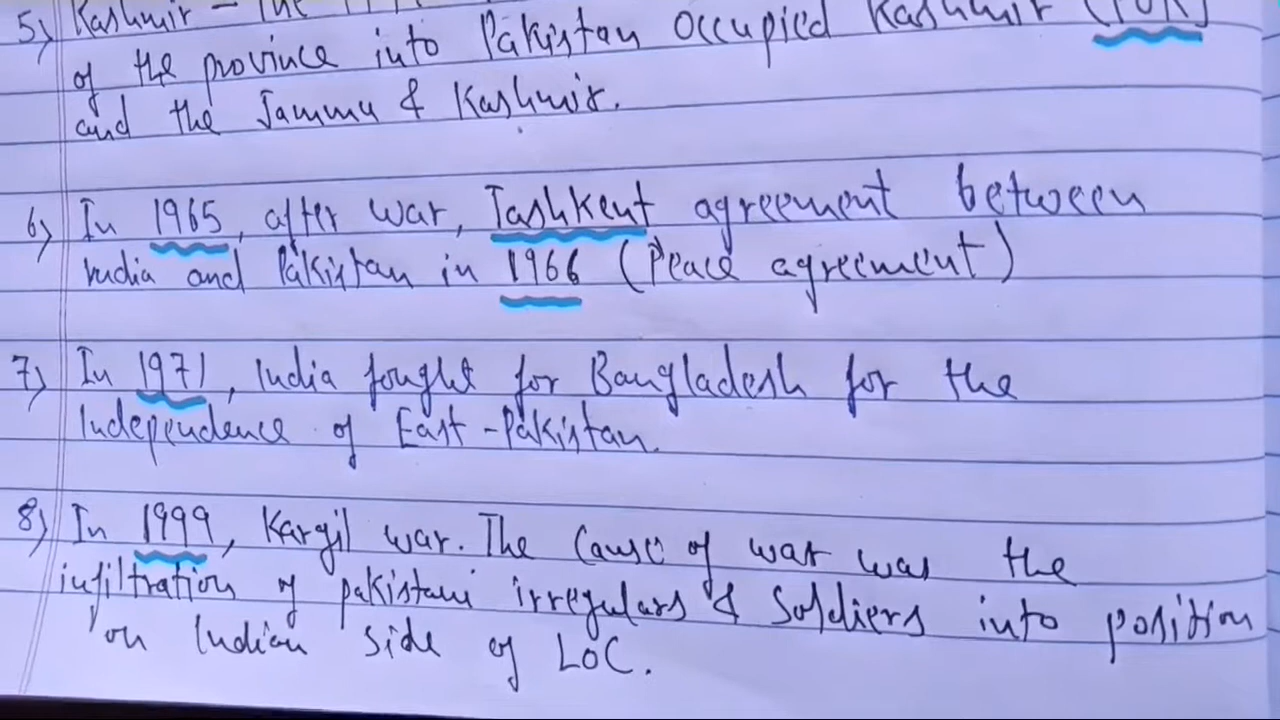 5) Kashmir - The
of the province into Pakistan Occupied Kashmir (POK)
and the Jammu & Kashmir.
6) In 1965, after war, Tashkent agreement between
India and Pakistan in 1966 (Peace agreement)
7) In 1971, India fought for Bangladesh for the
Independence of East-Pakistan.
8) In 1999, Kargil war. The Cause of war was the
infiltration of pakistani irregulars & Soldiers into position
on Indian side of LOC.